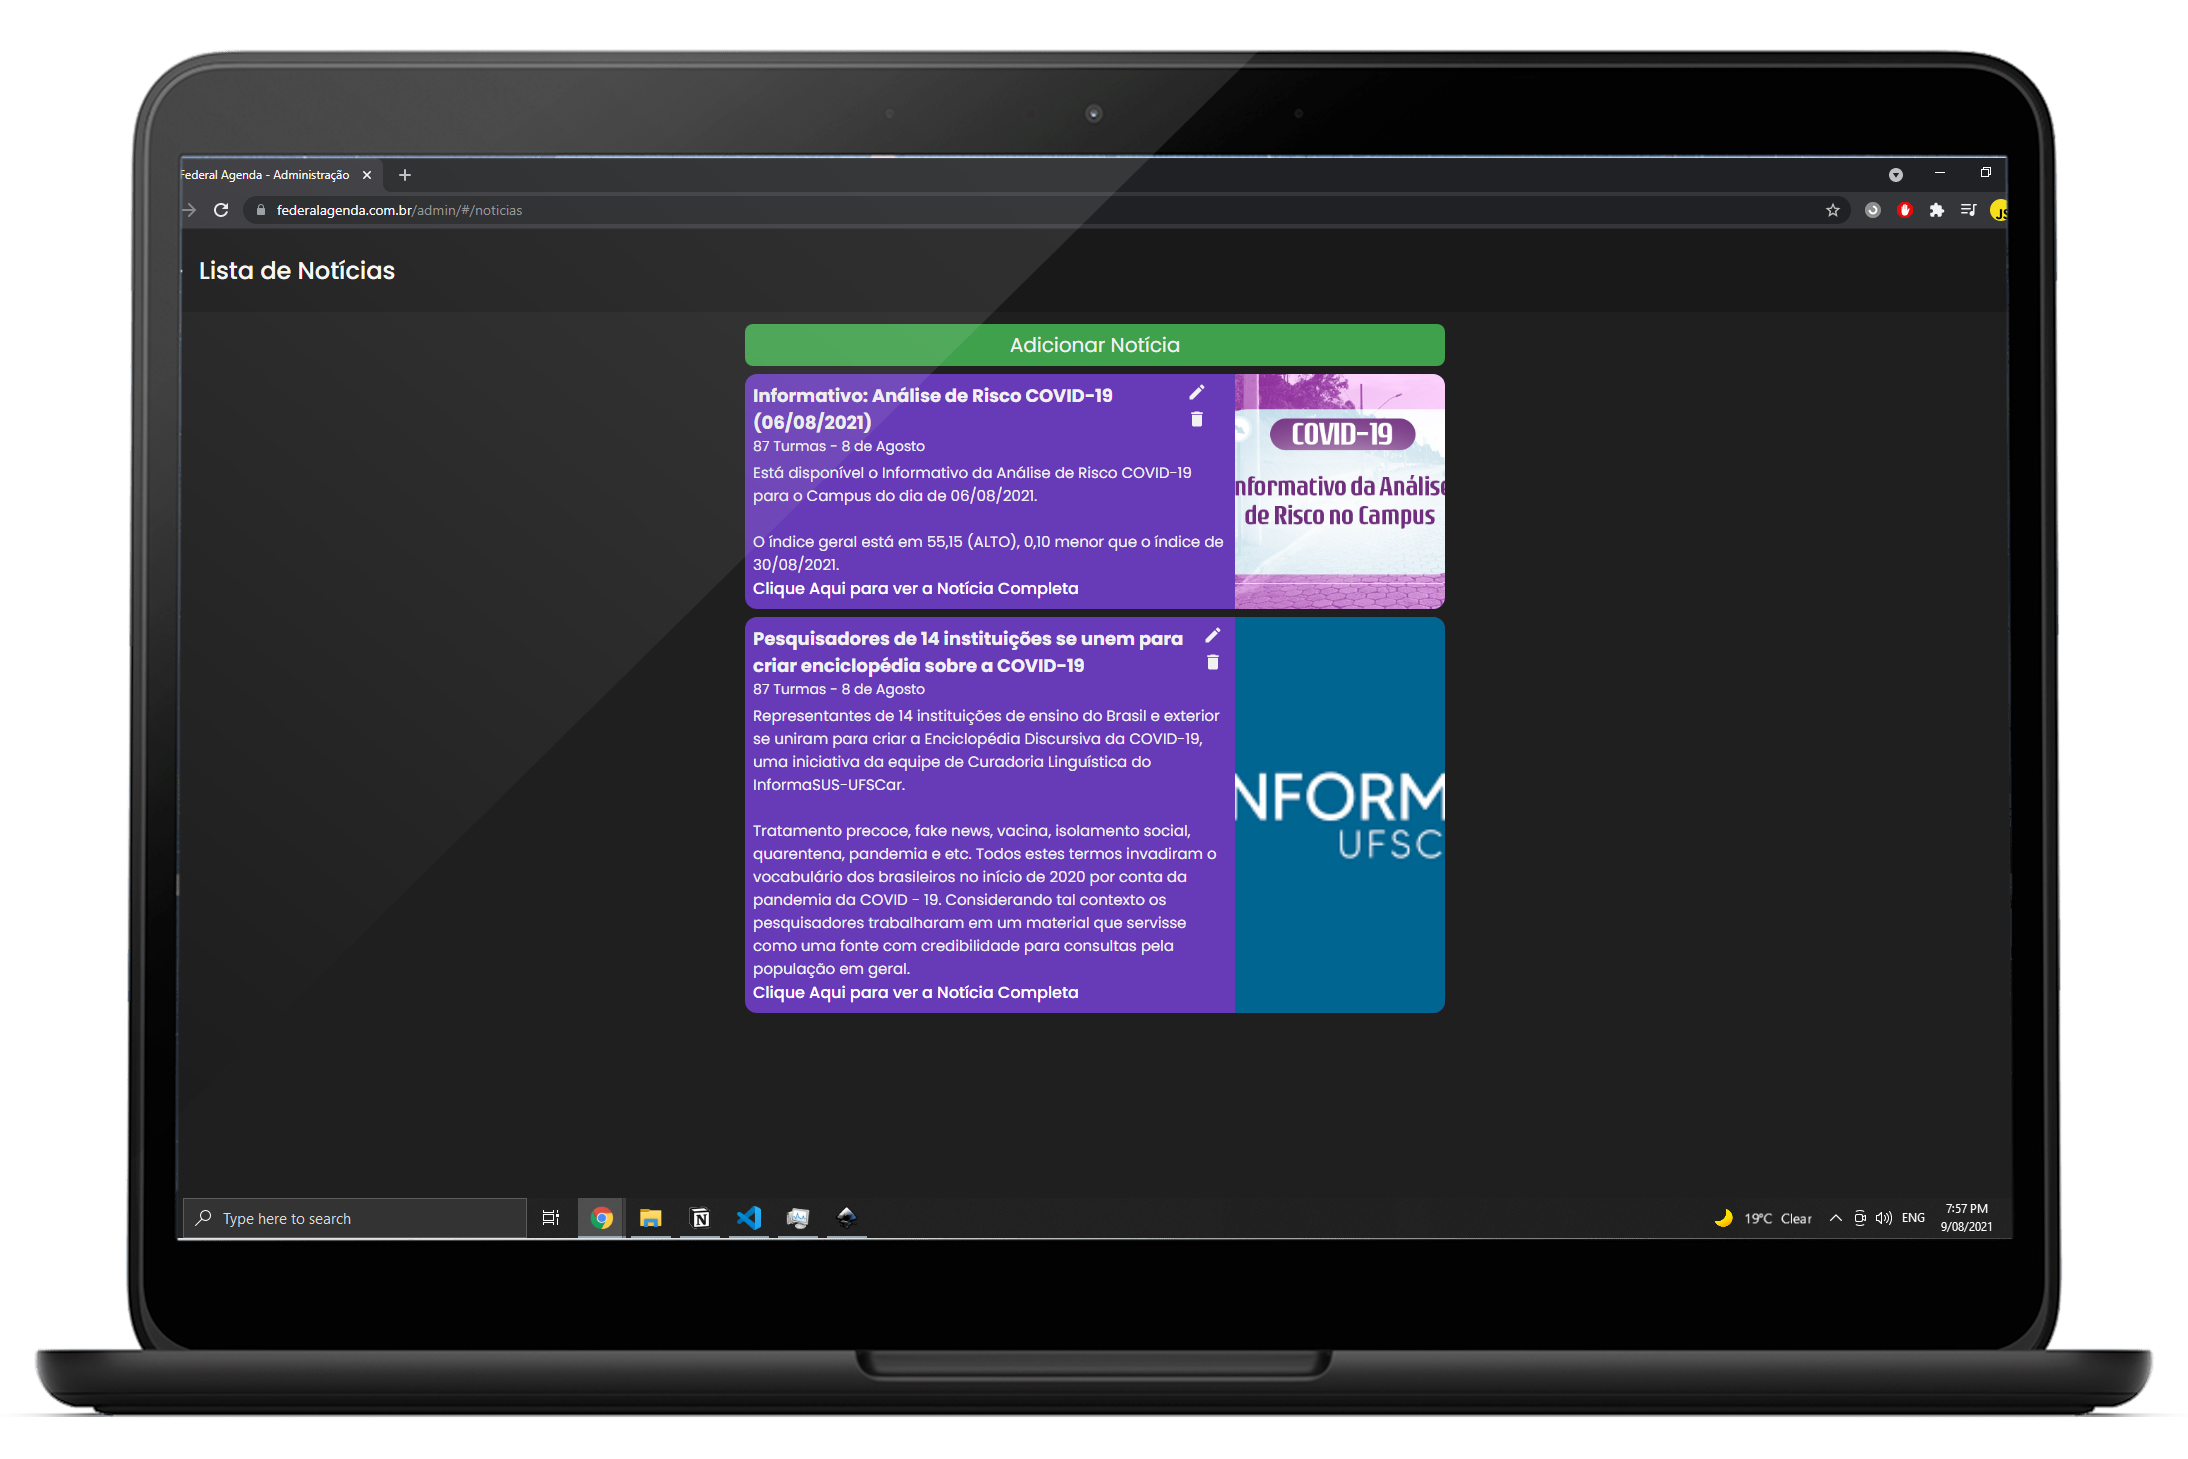 Federal Agenda - Administração
federalagenda.com.br/admin/#/noticias
JS
Lista de Notícias
Adicionar Notícia
Informativo: Análise de Risco COVID-19
(06/08/2021)
87 Turmas - 8 de Agosto
Está disponível o Informativo da Análise de Risco COVID-19
para o Campus do dia de 06/08/2021.
O índice geral está em 55,15 (ALTO), 0,10 menor que o índice de
30/08/2021.
Clique Aqui para ver a Notícia Completa
COVID-19
nformativo da Análise
de Risco no Campus
Pesquisadores de 14 instituições se unem para
criar enciclopédia sobre a COVID-19
87 Turmas - 8 de Agosto
Representantes de 14 instituições de ensino do Brasil e exterior
se uniram para criar a Enciclopédia Discursiva da COVID-19,
uma iniciativa da equipe de Curadoria Linguística do
InformaSUS-UFSCar.
Tratamento precoce, fake news, vacina, isolamento social,
quarentena, pandemia e etc. Todos estes termos invadiram o
vocabulário dos brasileiros no início de 2020 por conta da
pandemia da COVID - 19. Considerando tal contexto os
pesquisadores trabalharam em um material que servisse
como uma fonte com credibilidade para consultas pela
população em geral.
Clique Aqui para ver a Notícia Completa
NFORM
UFSC
Type here to search
19°C Clear
ENG
7:57 PM
9/08/2021